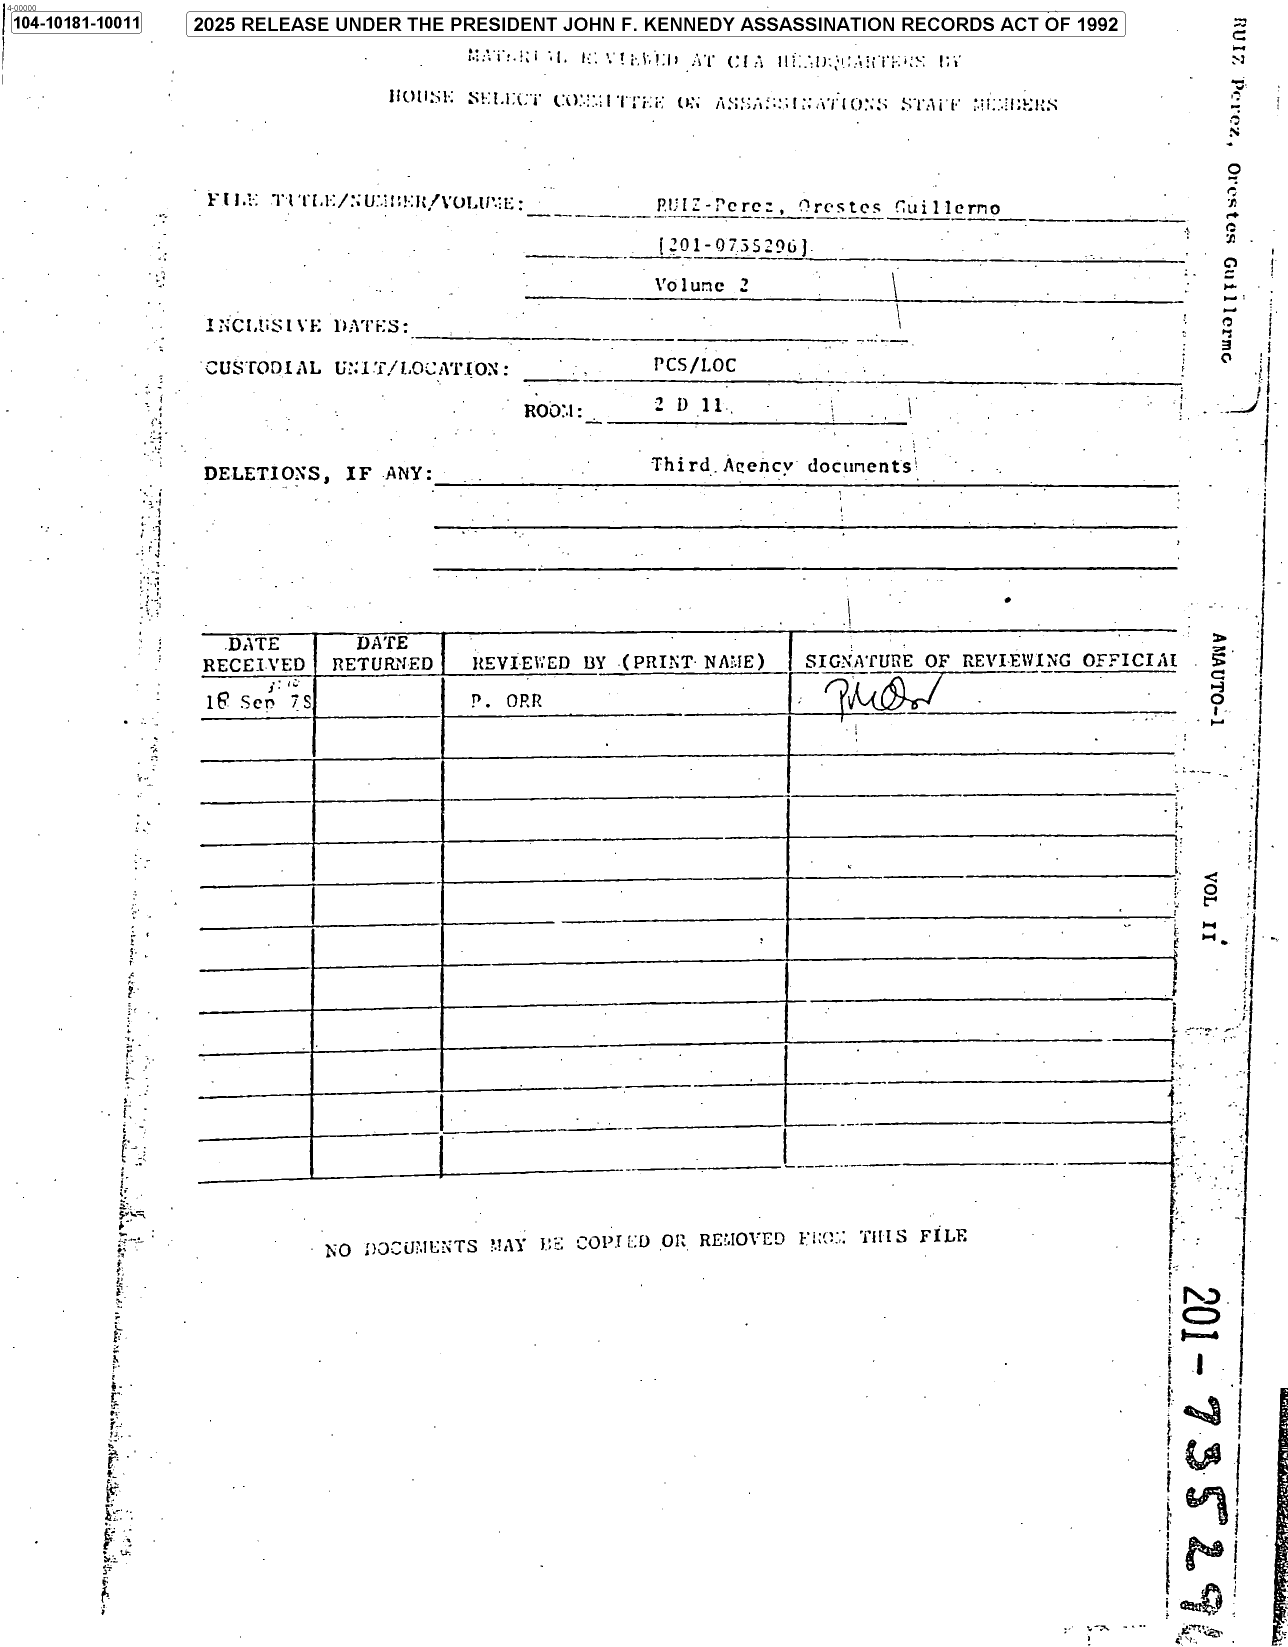 4-00000
104-10181-10011
2025 RELEASE UNDER THE PRESIDENT JOHN F. KENNEDY ASSASSINATION RECORDS ACT OF 1992
MATERIAL REVIEWED AT CIA HEADQUARTERS BY
HOUSE SELECT COMMITTEE ON ASSASSINATIONS STAFF MEMBERS
FILE TITLE/NUMBER/VOLUME: RUIZ-Perez, Orestes Guillermo
[201-0735296]
Volume 2
INCLUSIVE DATES:
CUSTODIAL UNIT/LOCATION: PCS/LOC
ROOM: 2 D 11
DELETIONS, IF ANY: Third Agency documents
DATE RECEIVED | DATE RETURNED | REVIEWED BY (PRINT NAME) | SIGNATURE OF REVIEWING OFFICIAL
18 Sep 78 P. ORR
NO DOCUMENTS MAY BE COPIED OR REMOVED FROM THIS FILE
RUIZ Perez, Orestes Guillermo
AMAUTO-1
VOL II
201-735296